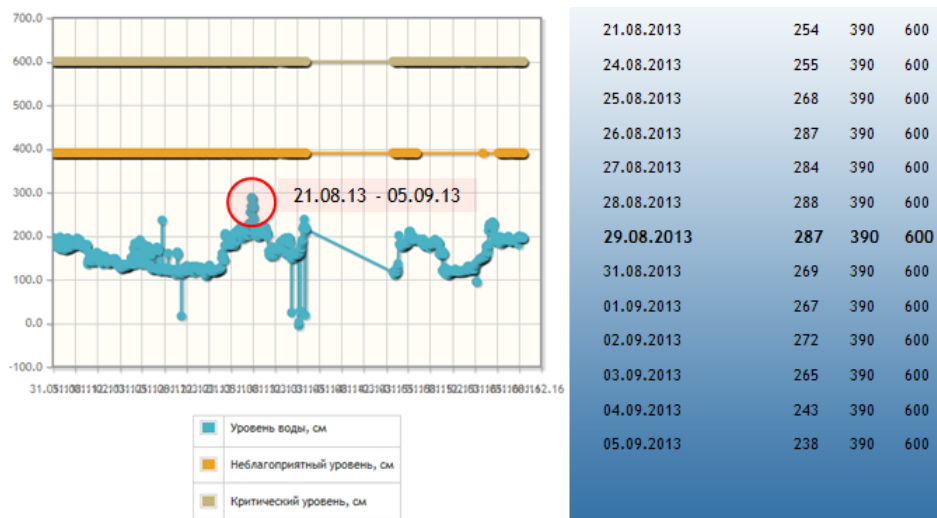 700.0
600.0
500.0
400.0
300.0
200.0
100.0
0.0
-100.0
21.08.13 - 05.09.13
Уровень воды, см
Неблагоприятный уровень, см
Критический уровень, см
21.08.2013 254 390 600
24.08.2013 255 390 600
25.08.2013 268 390 600
26.08.2013 287 390 600
27.08.2013 284 390 600
28.08.2013 288 390 600
29.08.2013 287 390 600
31.08.2013 269 390 600
01.09.2013 267 390 600
02.09.2013 272 390 600
03.09.2013 265 390 600
04.09.2013 243 390 600
05.09.2013 238 390 600